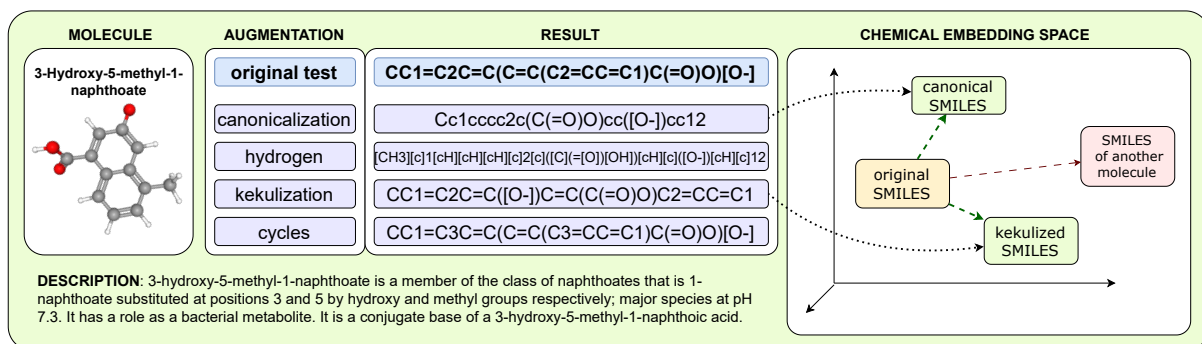 MOLECULE
3-Hydroxy-5-methyl-1-
naphthoate
AUGMENTATION
RESULT
original test
CC1=C2C=C(C=C(C2=CC=C1)C(=O)O)[O-]
canonicalization
Cc1cccc2c(C(=O)O)cc([O-])cc12
hydrogen
[CH3][c]1[cH][cH][cH][c]2[c]([C](=[O])[OH])[cH][c]([O-])[cH][c]12
kekulization
CC1=C2C=C([O-])C=C(C(=O)O)C2=CC=C1
cycles
CC1=C3C=C(C=C(C3=CC=C1)C(=O)O)[O-]
DESCRIPTION: 3-hydroxy-5-methyl-1-naphthoate is a member of the class of naphthoates that is 1-
naphthoate substituted at positions 3 and 5 by hydroxy and methyl groups respectively; major species at pH
7.3. It has a role as a bacterial metabolite. It is a conjugate base of a 3-hydroxy-5-methyl-1-naphthoic acid.
CHEMICAL EMBEDDING SPACE
canonical
SMILES
original
SMILES
SMILES
of another
molecule
kekulized
SMILES